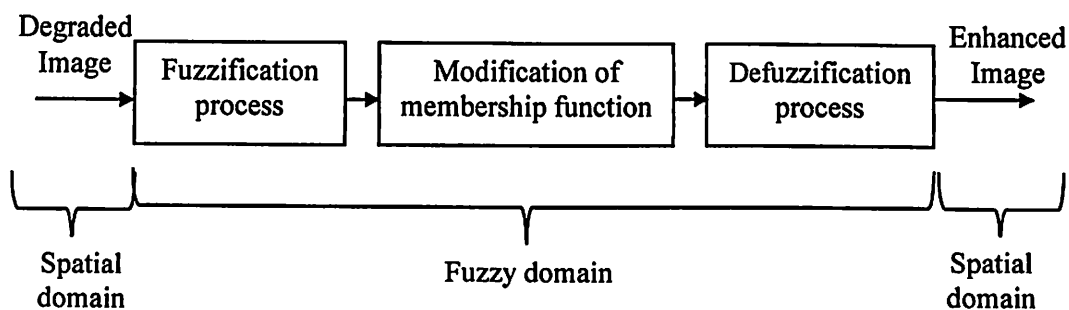 Degraded
Image
Fuzzification
process
Modification of
membership function
Defuzzification
process
Enhanced
Image
Spatial
domain
Fuzzy domain
Spatial
domain